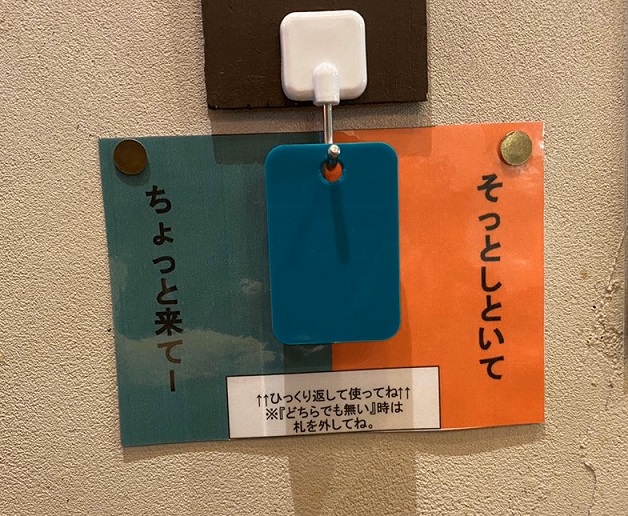 そっとしといて
ちょっと来てー
↑↑ひっくり返して使ってね↑↑
※『どちらでも無い』時は
札を外してね。